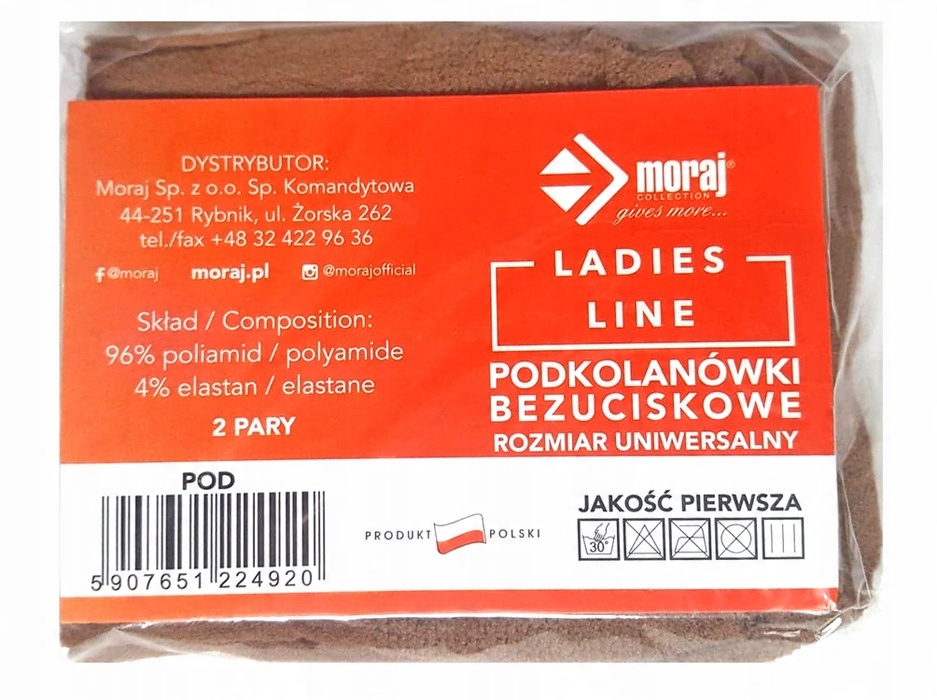 DYSTRYBUTOR:
Moraj Sp. z o.o. Sp. Komandytowa
44-251 Rybnik, ul. Żorska 262
tel./fax +48 32 422 96 36
f @moraj moraj.pl @morajofficial
Skład / Composition:
96% poliamid / polyamide
4% elastan / elastane
2 PARY
moraj®
COLLECTION
gives more...
LADIES
LINE
PODKOLANÓWKI
BEZUCISKOWE
ROZMIAR UNIWERSALNY
POD
5 907651 224920
PRODUKT POLSKI
JAKOŚĆ PIERWSZA
30°